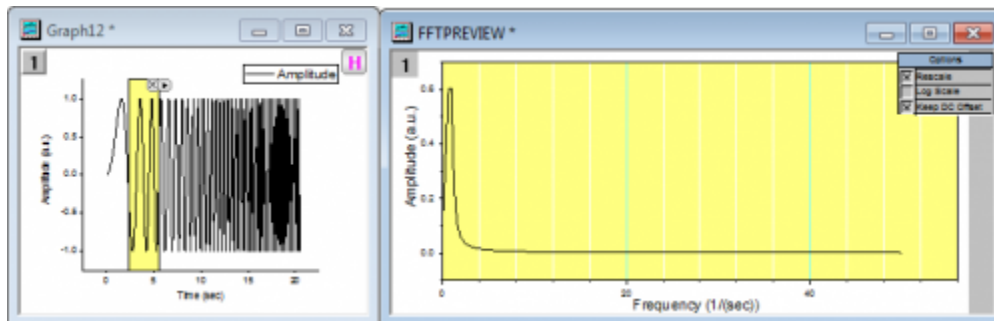 Graph12 *
1
H
Amplitude
1.0
0.5
0.0
-0.5
-1.0
Amplitude (a.u.)
0
5
10
15
20
Time (sec)
FFTPREVIEW *
1
Options
Rescale
Log Scale
Keep DC Offset
0.6
0.4
0.2
0.0
Amplitude (a.u.)
0
20
40
Frequency (1/(sec))